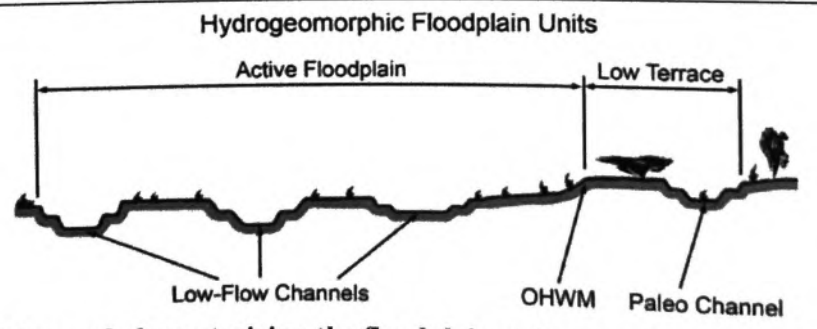 Hydrogeomorphic Floodplain Units
Active Floodplain
Low Terrace
Low-Flow Channels
OHWM
Paleo Channel